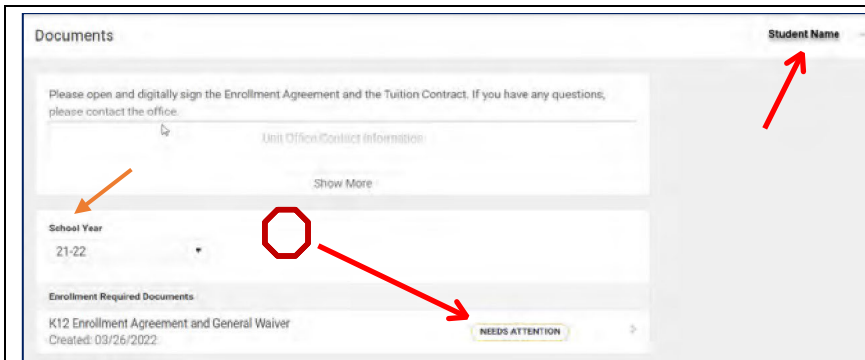 Documents
Student Name
Please open and digitally sign the Enrollment Agreement and the Tuition Contract. If you have any questions,
please contact the office.
Unit Office Contact Information
Show More
School Year
21-22
Enrollment Required Documents
K12 Enrollment Agreement and General Waiver
NEEDS ATTENTION
Created: 03/26/2022